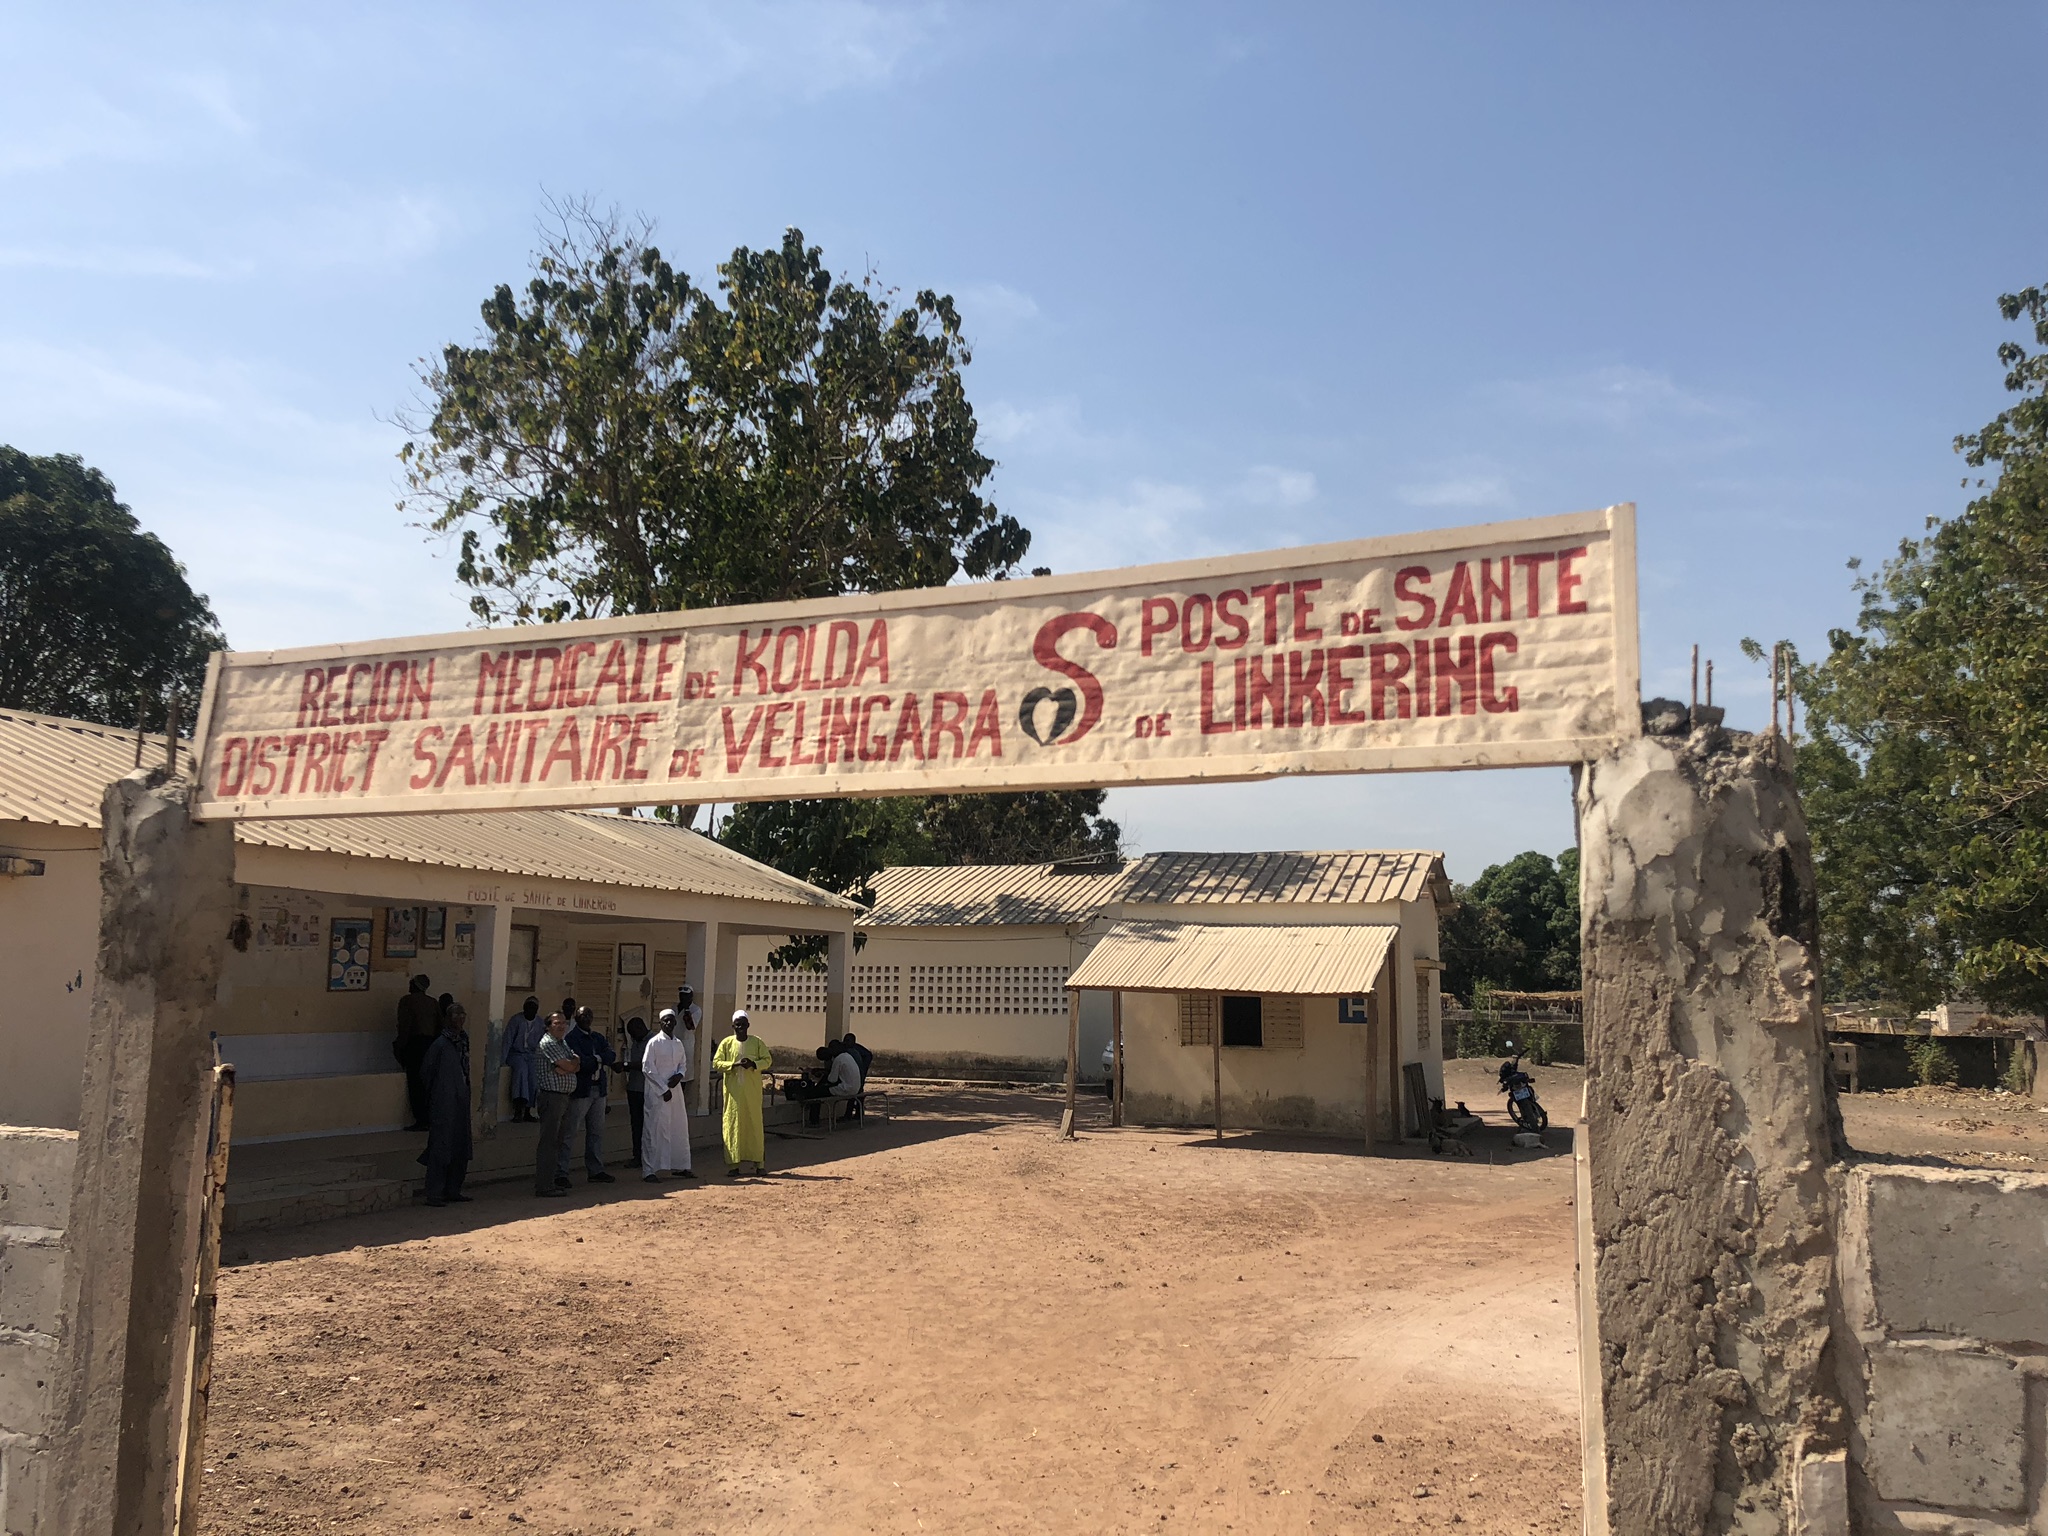 REGION MEDICALE DE KOLDA
DISTRICT SANITAIRE DE VELINGARA
S
POSTE DE SANTE
DE LINKERING
POSTE DE SANTE DE LINKERING
H